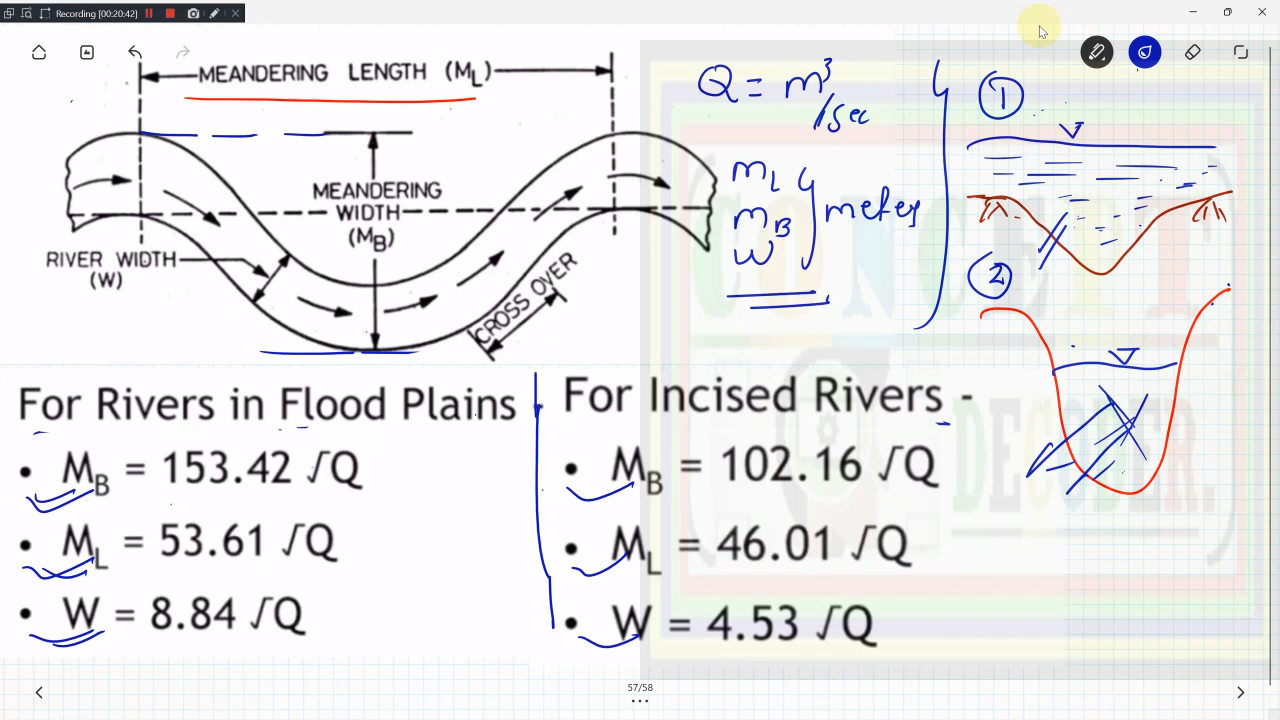 Recording [00:20:42]
MEANDERING LENGTH (ML)
MEANDERING
WIDTH
(MB)
RIVER WIDTH
(W)
CROSS OVER
Q = m³
/sec
mL
mB
W
meter
1
2
For Rivers in Flood Plains
• MB = 153.42 √Q
• ML = 53.61 √Q
• W = 8.84 √Q
For Incised Rivers -
• MB = 102.16 √Q
• ML = 46.01 √Q
• W = 4.53 √Q
CONCEPT
DECODER.
57/58